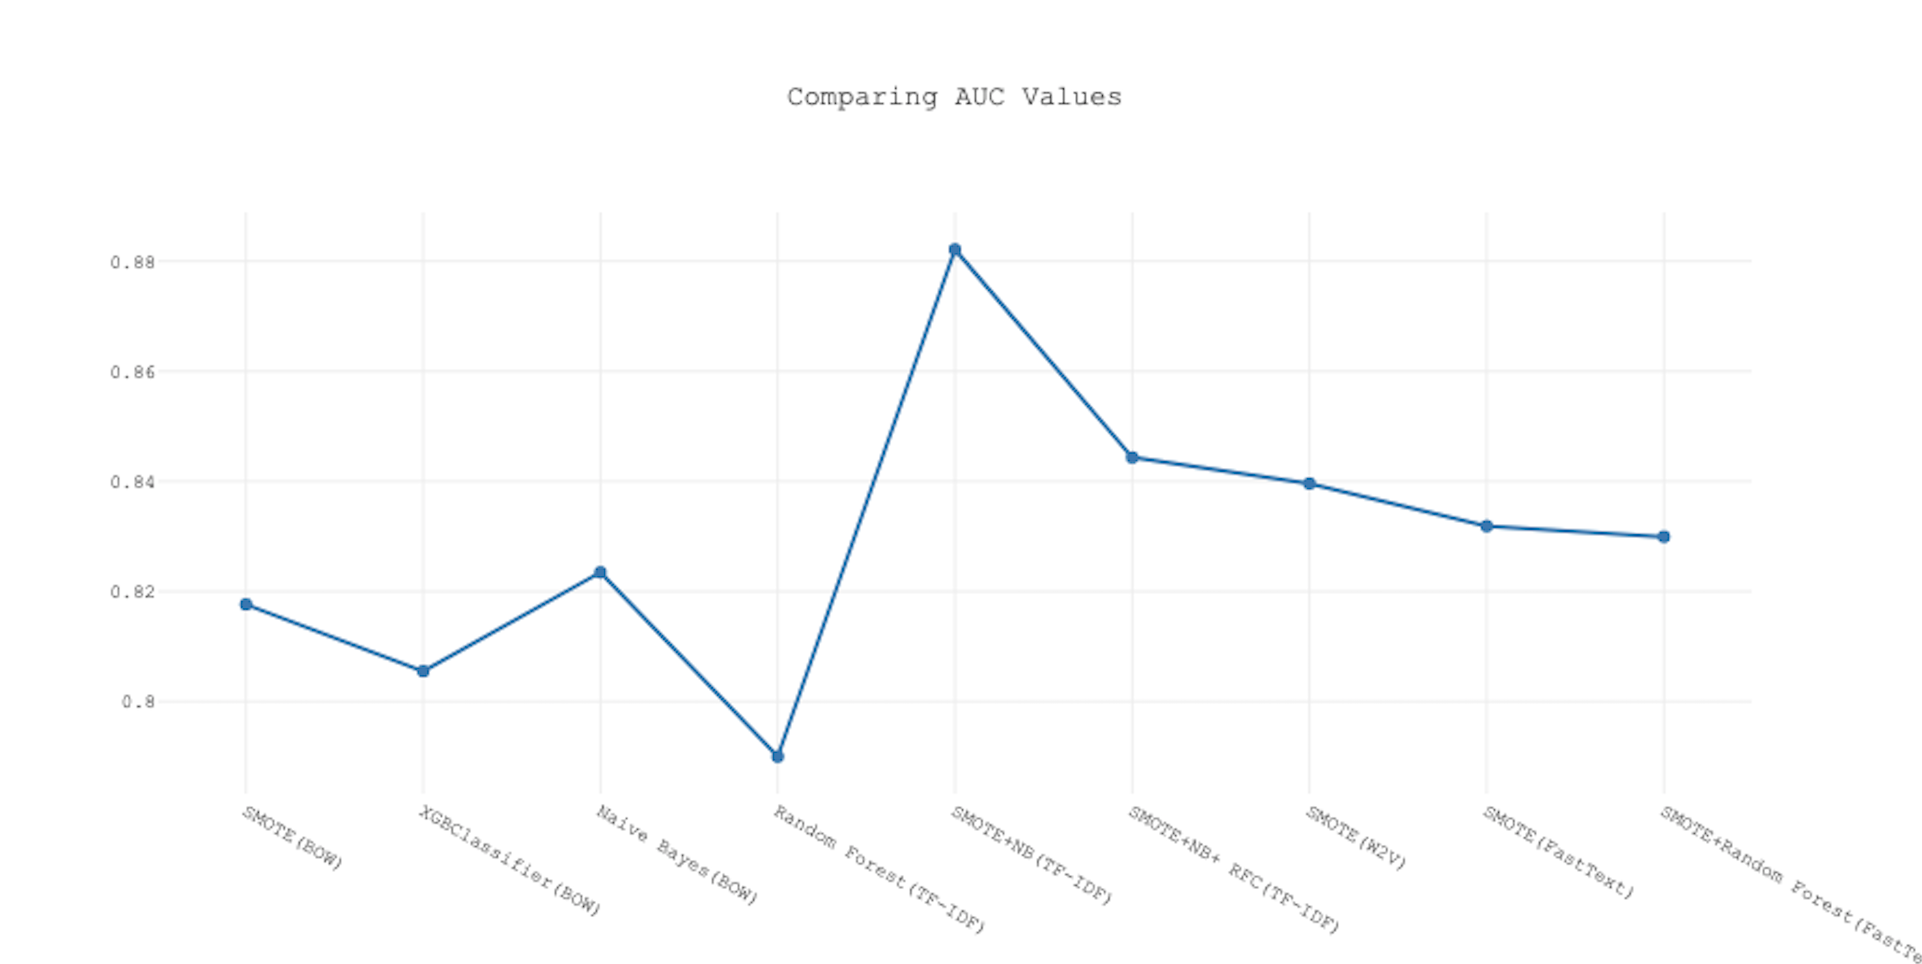 Comparing AUC Values
0.88
0.86
0.84
0.82
0.8
SMOTE(BOW)
XGBClassifier(BOW)
Naive Bayes(BOW)
Random Forest(TF-IDF)
SMOTE+NB(TF-IDF)
SMOTE+NB+ RFC(TF-IDF)
SMOTE(W2V)
SMOTE(FastText)
SMOTE+Random Forest(FastTe